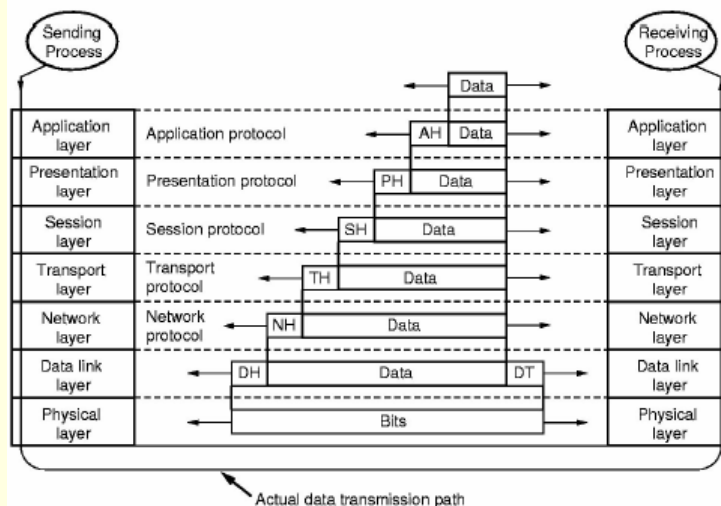 Sending
Process
Receiving
Process
Data
Application
layer
Application protocol
AH
Data
Application
layer
Presentation
layer
Presentation protocol
PH
Data
Presentation
layer
Session
layer
Session protocol
SH
Data
Session
layer
Transport
layer
Transport
protocol
TH
Data
Transport
layer
Network
layer
Network
protocol
NH
Data
Network
layer
Data link
layer
DH
Data
DT
Data link
layer
Physical
layer
Bits
Physical
layer
Actual data transmission path